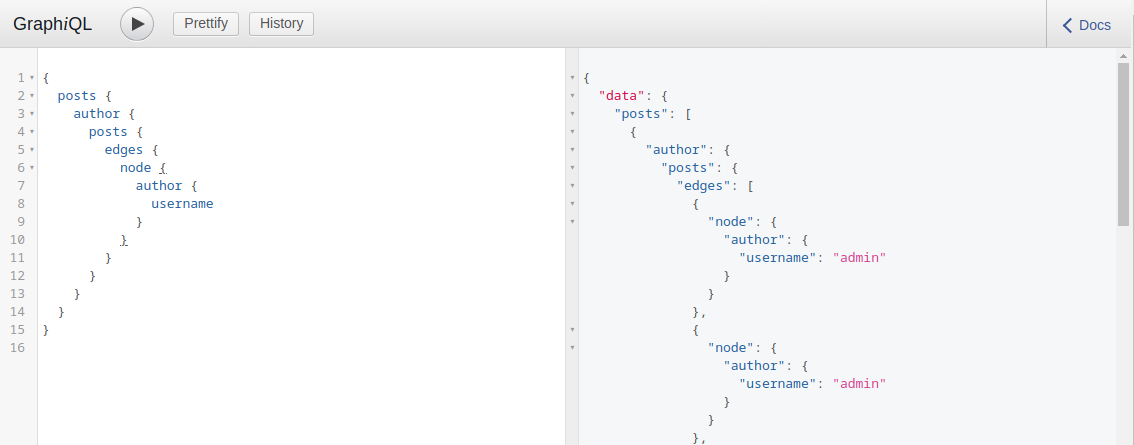 GraphiQL Prettify History Docs
1 {
2 posts {
3 author {
4 posts {
5 edges {
6 node {
7 author {
8 username
9 }
10 }
11 }
12 }
13 }
14 }
15 }
16
{
"data": {
"posts": [
{
"author": {
"posts": {
"edges": [
{
"node": {
"author": {
"username": "admin"
}
}
},
{
"node": {
"author": {
"username": "admin"
}
}
},